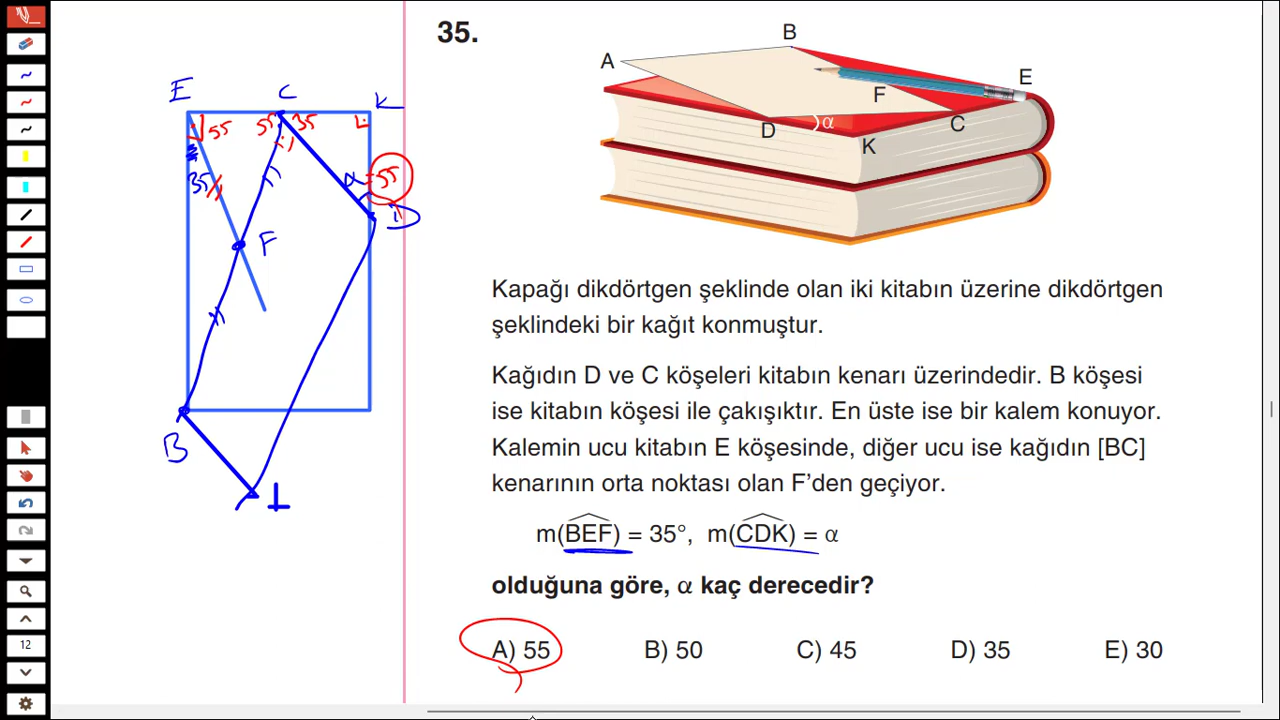 35.
A
B
E
F
D
α
C
K
Kapağı dikdörtgen şeklinde olan iki kitabın üzerine dikdörtgen
şeklindeki bir kağıt konmuştur.
Kağıdın D ve C köşeleri kitabın kenarı üzerindedir. B köşesi
ise kitabın köşesi ile çakışıktır. En üste ise bir kalem konuyor.
Kalemin ucu kitabın E köşesinde, diğer ucu ise kağıdın [BC]
kenarının orta noktası olan F'den geçiyor.
m(BEF) = 35°, m(CDK) = α
olduğuna göre, α kaç derecedir?
A) 55 B) 50 C) 45 D) 35 E) 30
E C K
55 55 35
35 α=55
D
F
B
12